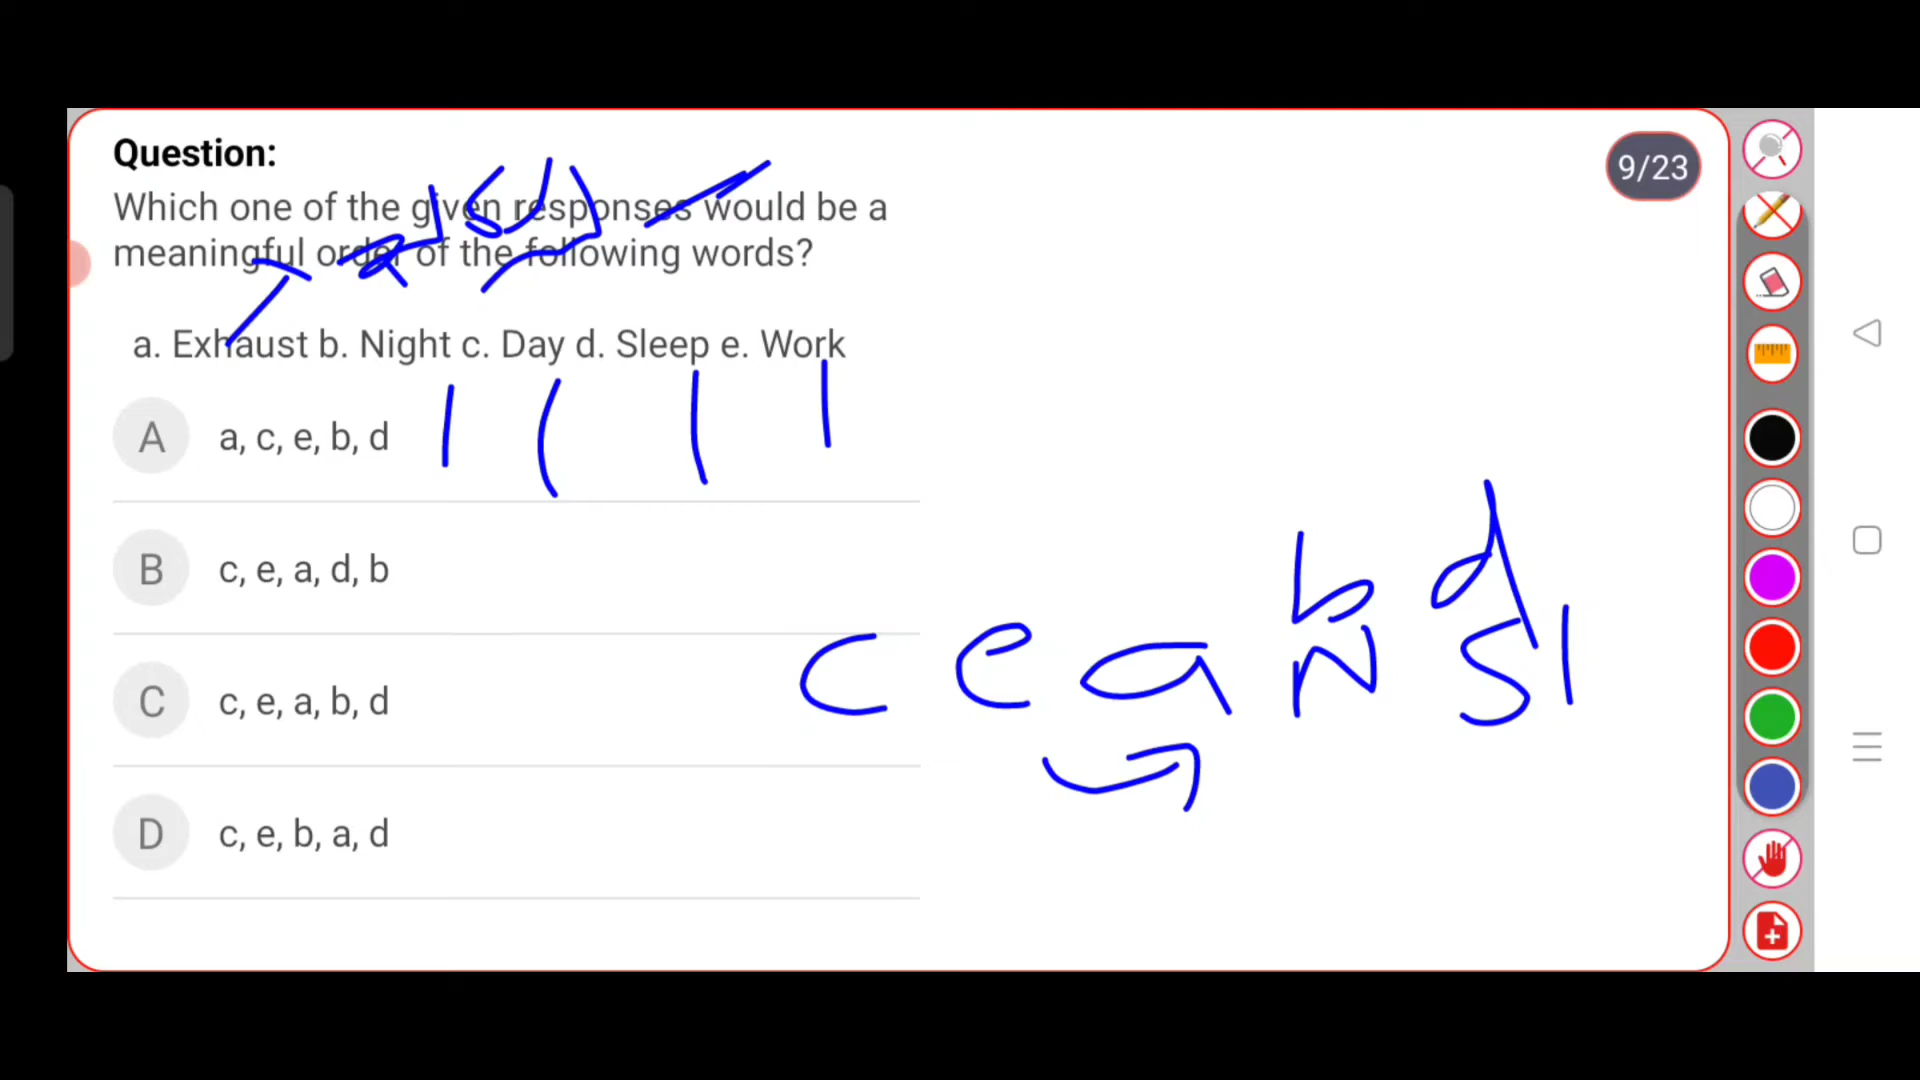 Question:
9/23
Which one of the given responses would be a
meaningful order of the following words?
a. Exhaust b. Night c. Day d. Sleep e. Work
A a, c, e, b, d
B c, e, a, d, b
C c, e, a, b, d
D c, e, b, a, d
b d
c e a N Sl